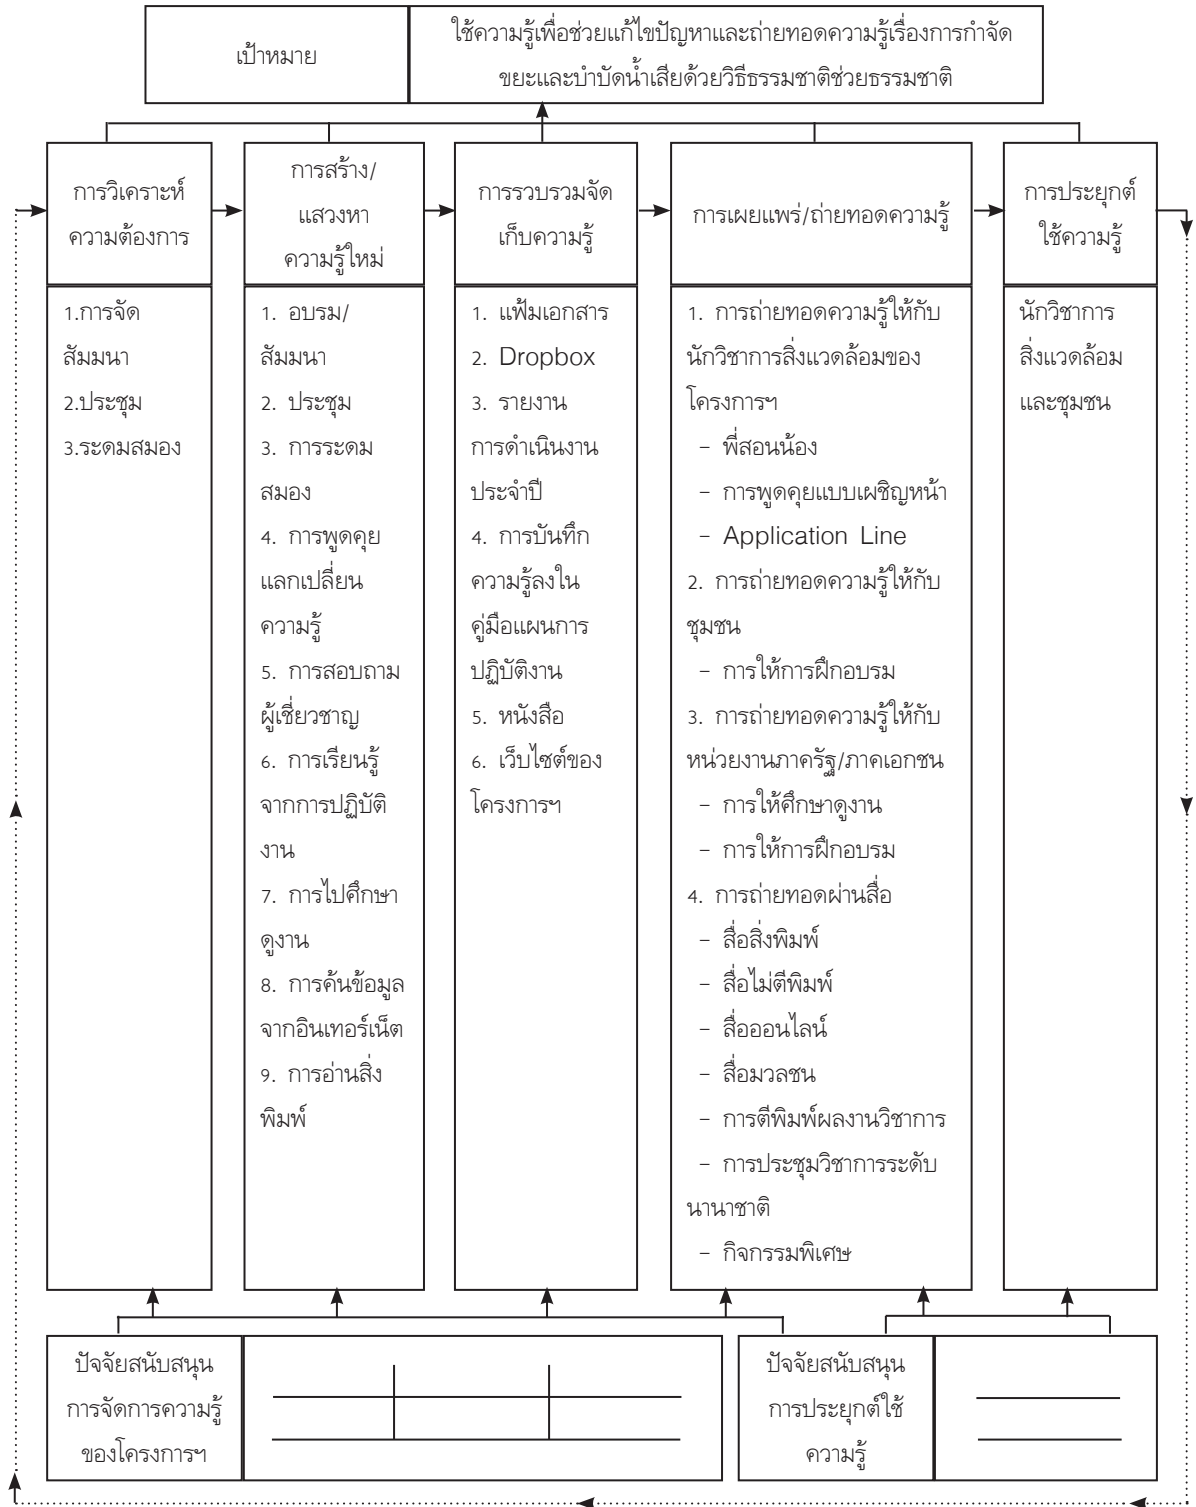 เป้าหมาย
ใช้ความรู้เพื่อช่วยแก้ไขปัญหาและถ่ายทอดความรู้เรื่องการกำจัด
ขยะและบำบัดน้ำเสียด้วยวิธีธรรมชาติช่วยธรรมชาติ
การวิเคราะห์
ความต้องการ
การสร้าง/
แสวงหา
ความรู้ใหม่
การรวบรวมจัด
เก็บความรู้
การเผยแพร่/ถ่ายทอดความรู้
การประยุกต์
ใช้ความรู้
1.การจัด
สัมมนา
2.ประชุม
3.ระดมสมอง
1. อบรม/
สัมมนา
2. ประชุม
3. การระดม
สมอง
4. การพูดคุย
แลกเปลี่ยน
ความรู้
5. การสอบถาม
ผู้เชี่ยวชาญ
6. การเรียนรู้
จากการปฏิบัติ
งาน
7. การไปศึกษา
ดูงาน
8. การค้นข้อมูล
จากอินเทอร์เน็ต
9. การอ่านสิ่ง
พิมพ์
1. แฟ้มเอกสาร
2. Dropbox
3. รายงาน
การดำเนินงาน
ประจำปี
4. การบันทึก
ความรู้ลงใน
คู่มือแผนการ
ปฏิบัติงาน
5. หนังสือ
6. เว็บไซต์ของ
โครงการฯ
1. การถ่ายทอดความรู้ให้กับ
นักวิชาการสิ่งแวดล้อมของ
โครงการฯ
- พี่สอนน้อง
- การพูดคุยแบบเผชิญหน้า
- Application Line
2. การถ่ายทอดความรู้ให้กับ
ชุมชน
- การให้การฝึกอบรม
3. การถ่ายทอดความรู้ให้กับ
หน่วยงานภาครัฐ/ภาคเอกชน
- การให้ศึกษาดูงาน
- การให้การฝึกอบรม
4. การถ่ายทอดผ่านสื่อ
- สื่อสิ่งพิมพ์
- สื่อไม่ตีพิมพ์
- สื่อออนไลน์
- สื่อมวลชน
- การตีพิมพ์ผลงานวิชาการ
- การประชุมวิชาการระดับ
นานาชาติ
- กิจกรรมพิเศษ
นักวิชาการ
สิ่งแวดล้อม
และชุมชน
ปัจจัยสนับสนุน
การจัดการความรู้
ของโครงการฯ
ปัจจัยสนับสนุน
การประยุกต์ใช้
ความรู้